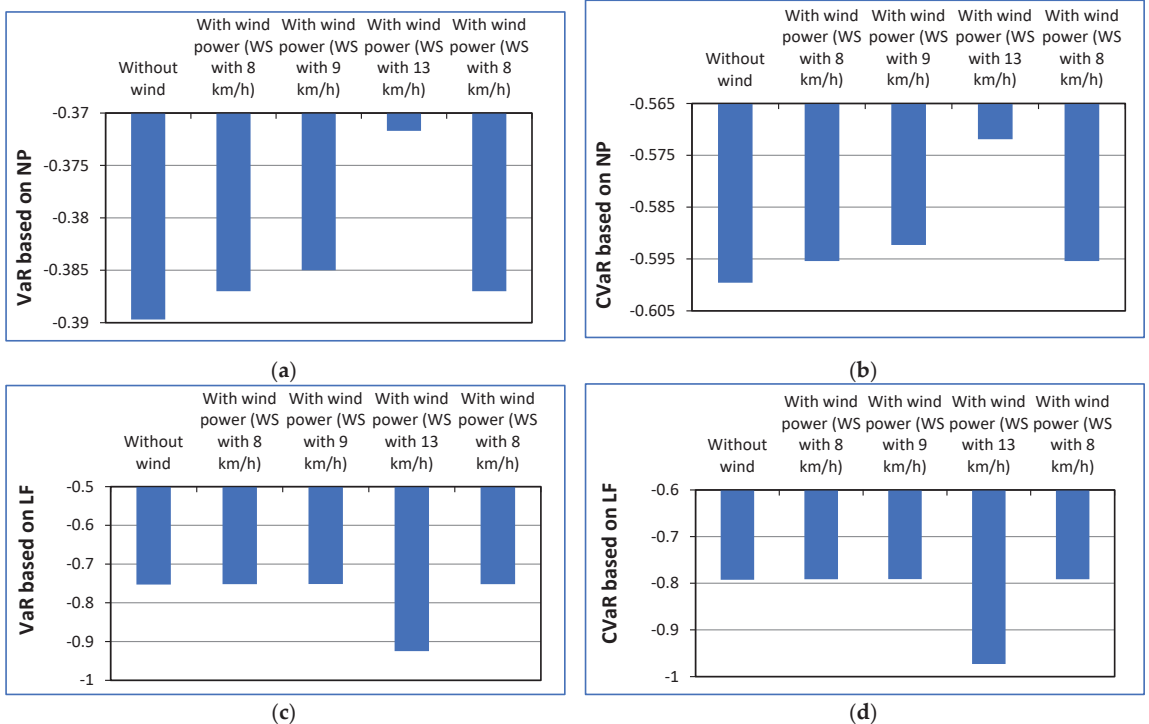 Without
wind
With wind
power (WS
with 8
km/h)
With wind
power (WS
with 9
km/h)
With wind
power (WS
with 13
km/h)
With wind
power (WS
with 8
km/h)
-0.37
-0.375
-0.38
-0.385
-0.39
VaR based on NP
(a)
Without
wind
With wind
power (WS
with 8
km/h)
With wind
power (WS
with 9
km/h)
With wind
power (WS
with 13
km/h)
With wind
power (WS
with 8
km/h)
-0.565
-0.575
-0.585
-0.595
-0.605
CVaR based on NP
(b)
Without
wind
With wind
power (WS
with 8
km/h)
With wind
power (WS
with 9
km/h)
With wind
power (WS
with 13
km/h)
With wind
power (WS
with 8
km/h)
-0.5
-0.6
-0.7
-0.8
-0.9
-1
VaR based on LF
(c)
Without
wind
With wind
power (WS
with 8
km/h)
With wind
power (WS
with 9
km/h)
With wind
power (WS
with 13
km/h)
With wind
power (WS
with 8
km/h)
-0.6
-0.7
-0.8
-0.9
-1
CVaR based on LF
(d)